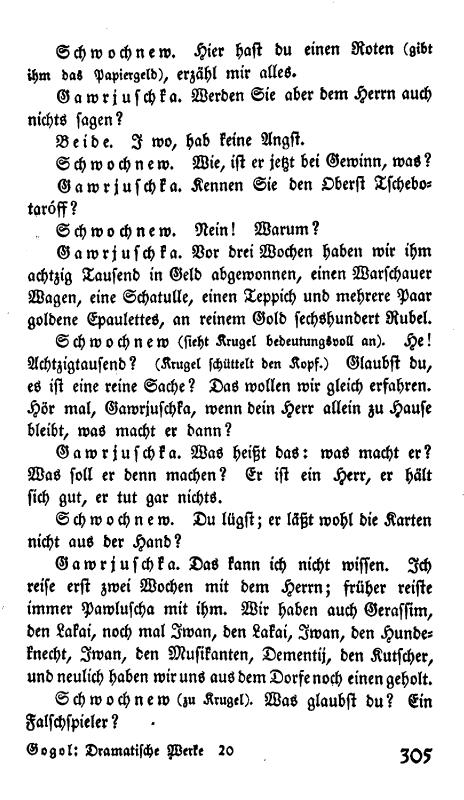 Schwochnew. Hier hast du einen Roten (gibt
ihm das Papiergeld), erzähl mir alles.
Gawrjuschka. Werden Sie aber dem Herrn auch
nichts sagen?
Beide. I wo, hab keine Angst.
Schwochnew. Wie, ist er jetzt bei Gewinn, was?
Gawrjuschka. Kennen Sie den Oberst Tschebo-
taróff?
Schwochnew. Nein! Warum?
Gawrjuschka. Vor drei Wochen haben wir ihm
achtzig Tausend in Geld abgewonnen, einen Warschauer
Wagen, eine Schatulle, einen Teppich und mehrere Paar
goldene Epaulettes, an reinem Gold sechshundert Rubel.
Schwochnew (sieht Krugel bedeutungsvoll an). He!
Achtzigtausend? (Krugel schüttelt den Kopf.) Glaubst du,
es ist eine reine Sache? Das wollen wir gleich erfahren.
Hör mal, Gawrjuschka, wenn dein Herr allein zu Hause
bleibt, was macht er dann?
Gawrjuschka. Was heißt das: was macht er?
Was soll er denn machen? Er ist ein Herr, er hält
sich gut, er tut gar nichts.
Schwochnew. Du lügst; er läßt wohl die Karten
nicht aus der Hand?
Gawrjuschka. Das kann ich nicht wissen. Ich
reise erst zwei Wochen mit dem Herrn; früher reiste
immer Pawluscha mit ihm. Wir haben auch Gerassim,
den Lakai, noch mal Iwan, den Lakai, Iwan, den Hunde-
knecht, Iwan, den Musikanten, Dementij, den Kutscher,
und neulich haben wir uns aus dem Dorfe noch einen geholt.
Schwochnew (zu Krugel). Was glaubst du? Ein
Falschspieler?
Gogol: Dramatische Werke 20
305